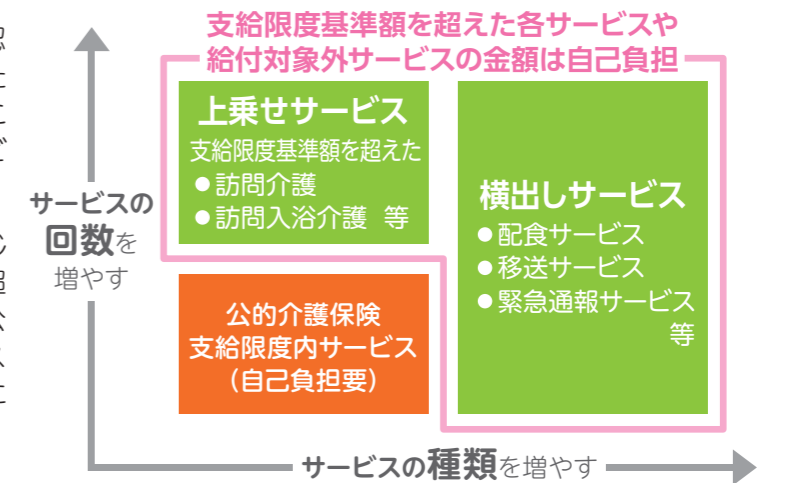 支給限度基準額を超えた各サービスや
給付対象外サービスの金額は自己負担
上乗せサービス
支給限度基準額を超えた
●訪問介護
●訪問入浴介護 等
横出しサービス
●配食サービス
●移送サービス
●緊急通報サービス
等
サービスの
回数を
増やす
公的介護保険
支給限度内サービス
（自己負担要）
サービスの種類を増やす